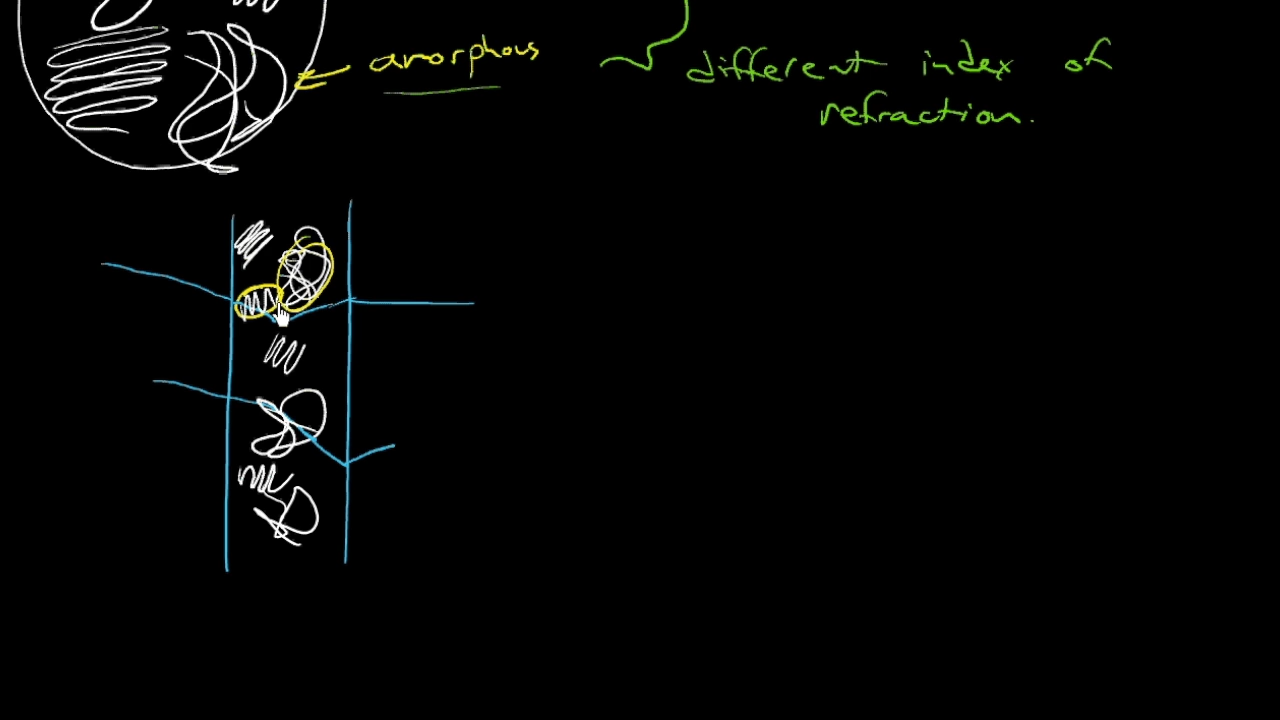 amorphous
different index of
refraction.